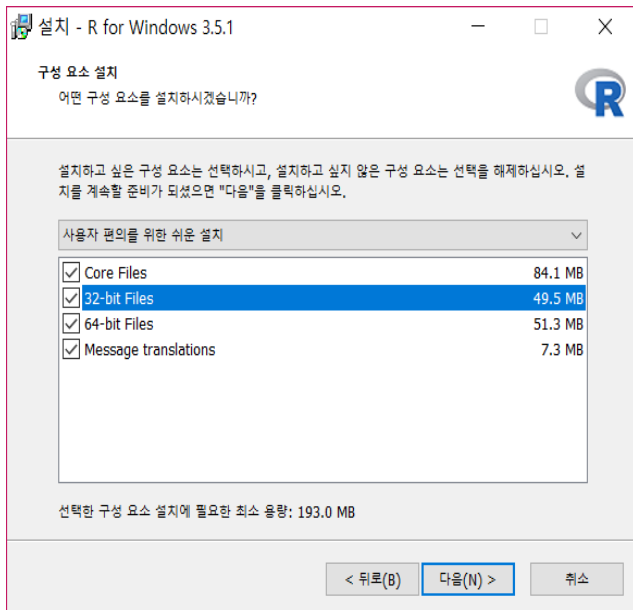 설치 - R for Windows 3.5.1
구성 요소 설치
어떤 구성 요소를 설치하시겠습니까?
R
설치하고 싶은 구성 요소는 선택하시고, 설치하고 싶지 않은 구성 요소는 선택을 해제하십시오. 설
치를 계속할 준비가 되셨으면 "다음"을 클릭하십시오.
사용자 편의를 위한 쉬운 설치
Core Files 84.1 MB
32-bit Files 49.5 MB
64-bit Files 51.3 MB
Message translations 7.3 MB
선택한 구성 요소 설치에 필요한 최소 용량: 193.0 MB
< 뒤로(B) 다음(N) > 취소